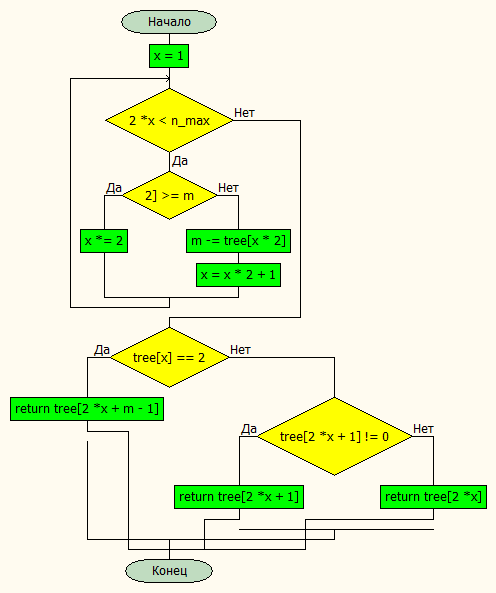 Начало
x = 1
2 *x < n_max
Нет
Да
2] >= m
Да
Нет
x *= 2
m -= tree[x * 2]
x = x * 2 + 1
tree[x] == 2
Да
Нет
return tree[2 *x + m - 1]
tree[2 *x + 1] != 0
Да
Нет
return tree[2 *x + 1]
return tree[2 *x]
Конец